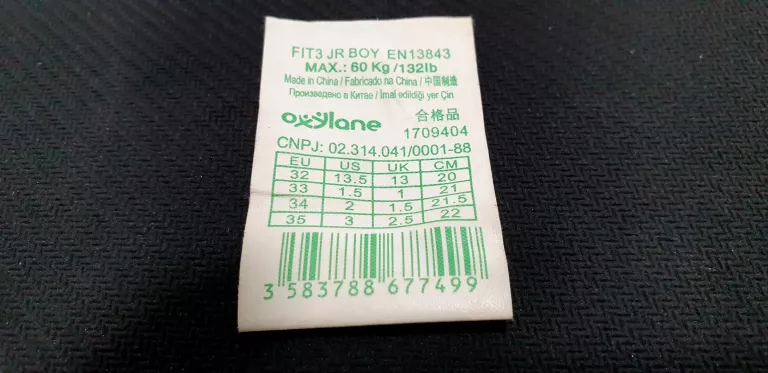 FIT3 JR BOY EN13843
MAX.: 60 Kg /132lb
Made in China / Fabricado na China / 中国制造
Произведено в Китае / İmal edildiği yer Çin
oxylane 合格品
1709404
CNPJ: 02.314.041/0001-88
EU US UK CM
32 13.5 13 20
33 1.5 1 21
34 2 1.5 21.5
35 3 2.5 22
3 583788 677499